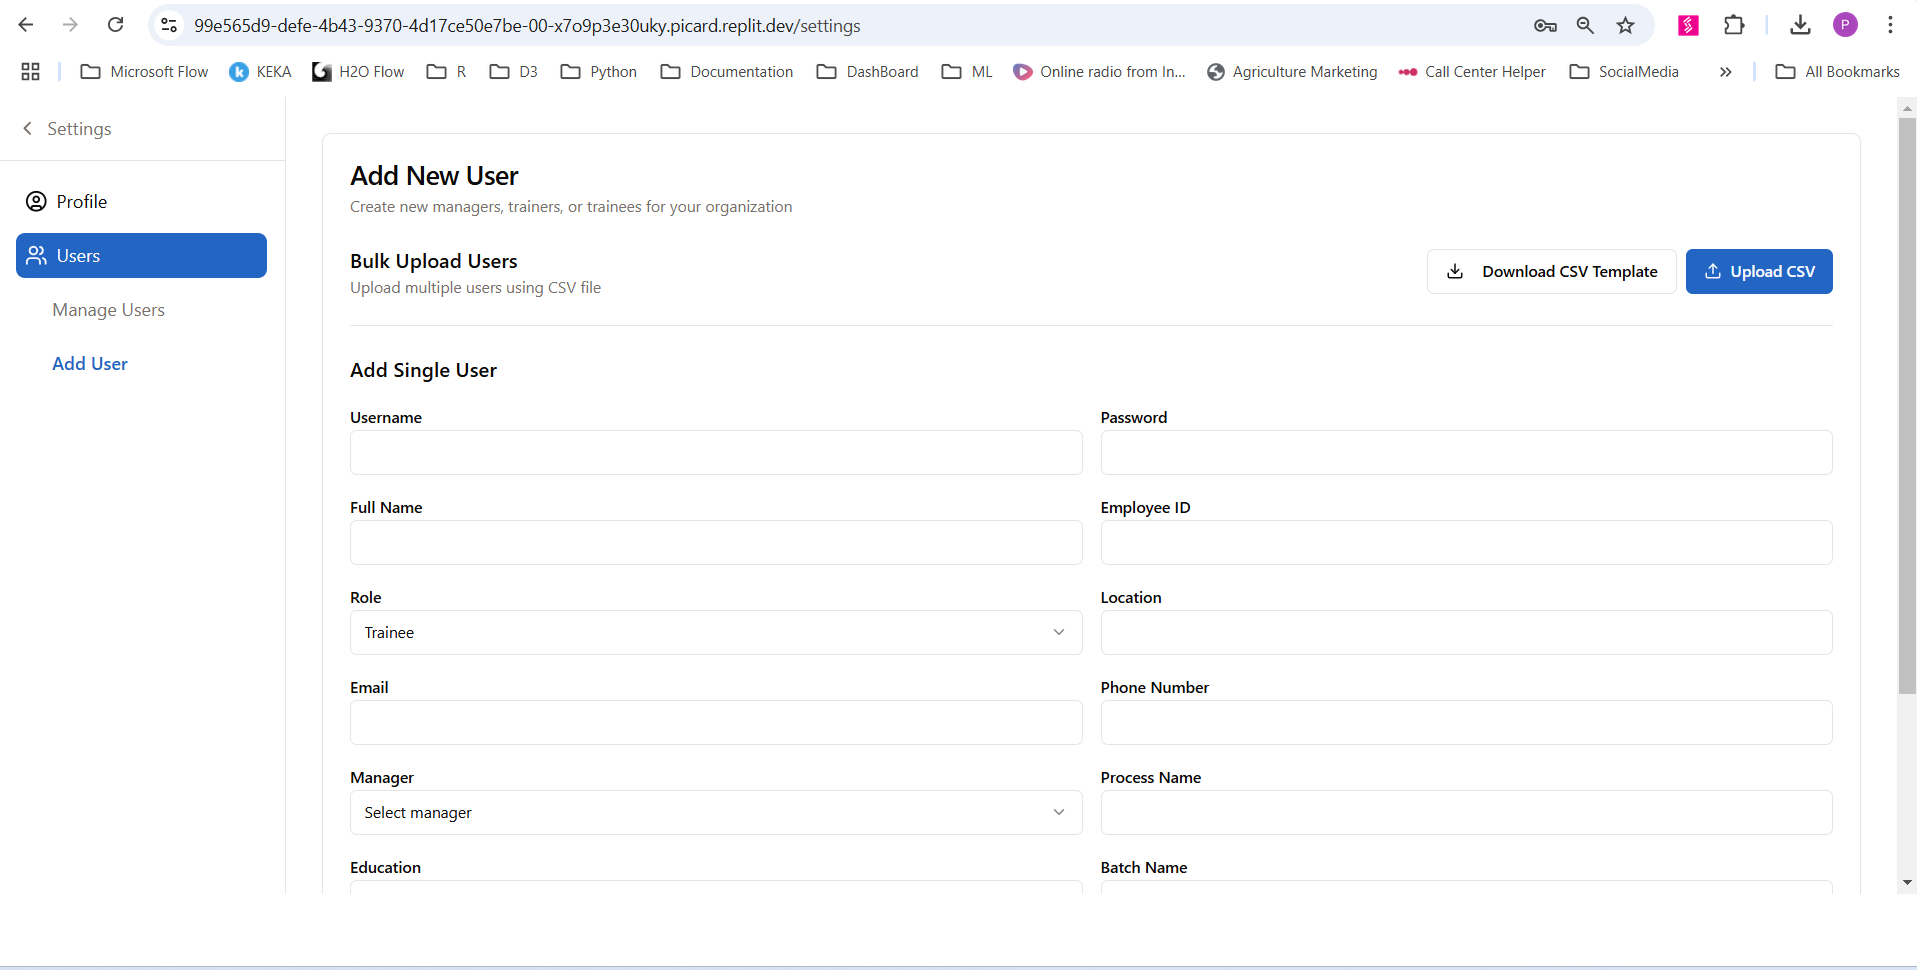 99e565d9-defe-4b43-9370-4d17ce50e7be-00-x7o9p3e30uky.picard.replit.dev/settings
P
Microsoft Flow
KEKA
H2O Flow
R
D3
Python
Documentation
DashBoard
ML
Online radio from In...
Agriculture Marketing
Call Center Helper
SocialMedia
All Bookmarks
Settings
Profile
Users
Manage Users
Add User
Add New User
Create new managers, trainers, or trainees for your organization
Bulk Upload Users
Upload multiple users using CSV file
Download CSV Template
Upload CSV
Add Single User
Username
Password
Full Name
Employee ID
Role
Trainee
Location
Email
Phone Number
Manager
Select manager
Process Name
Education
Batch Name